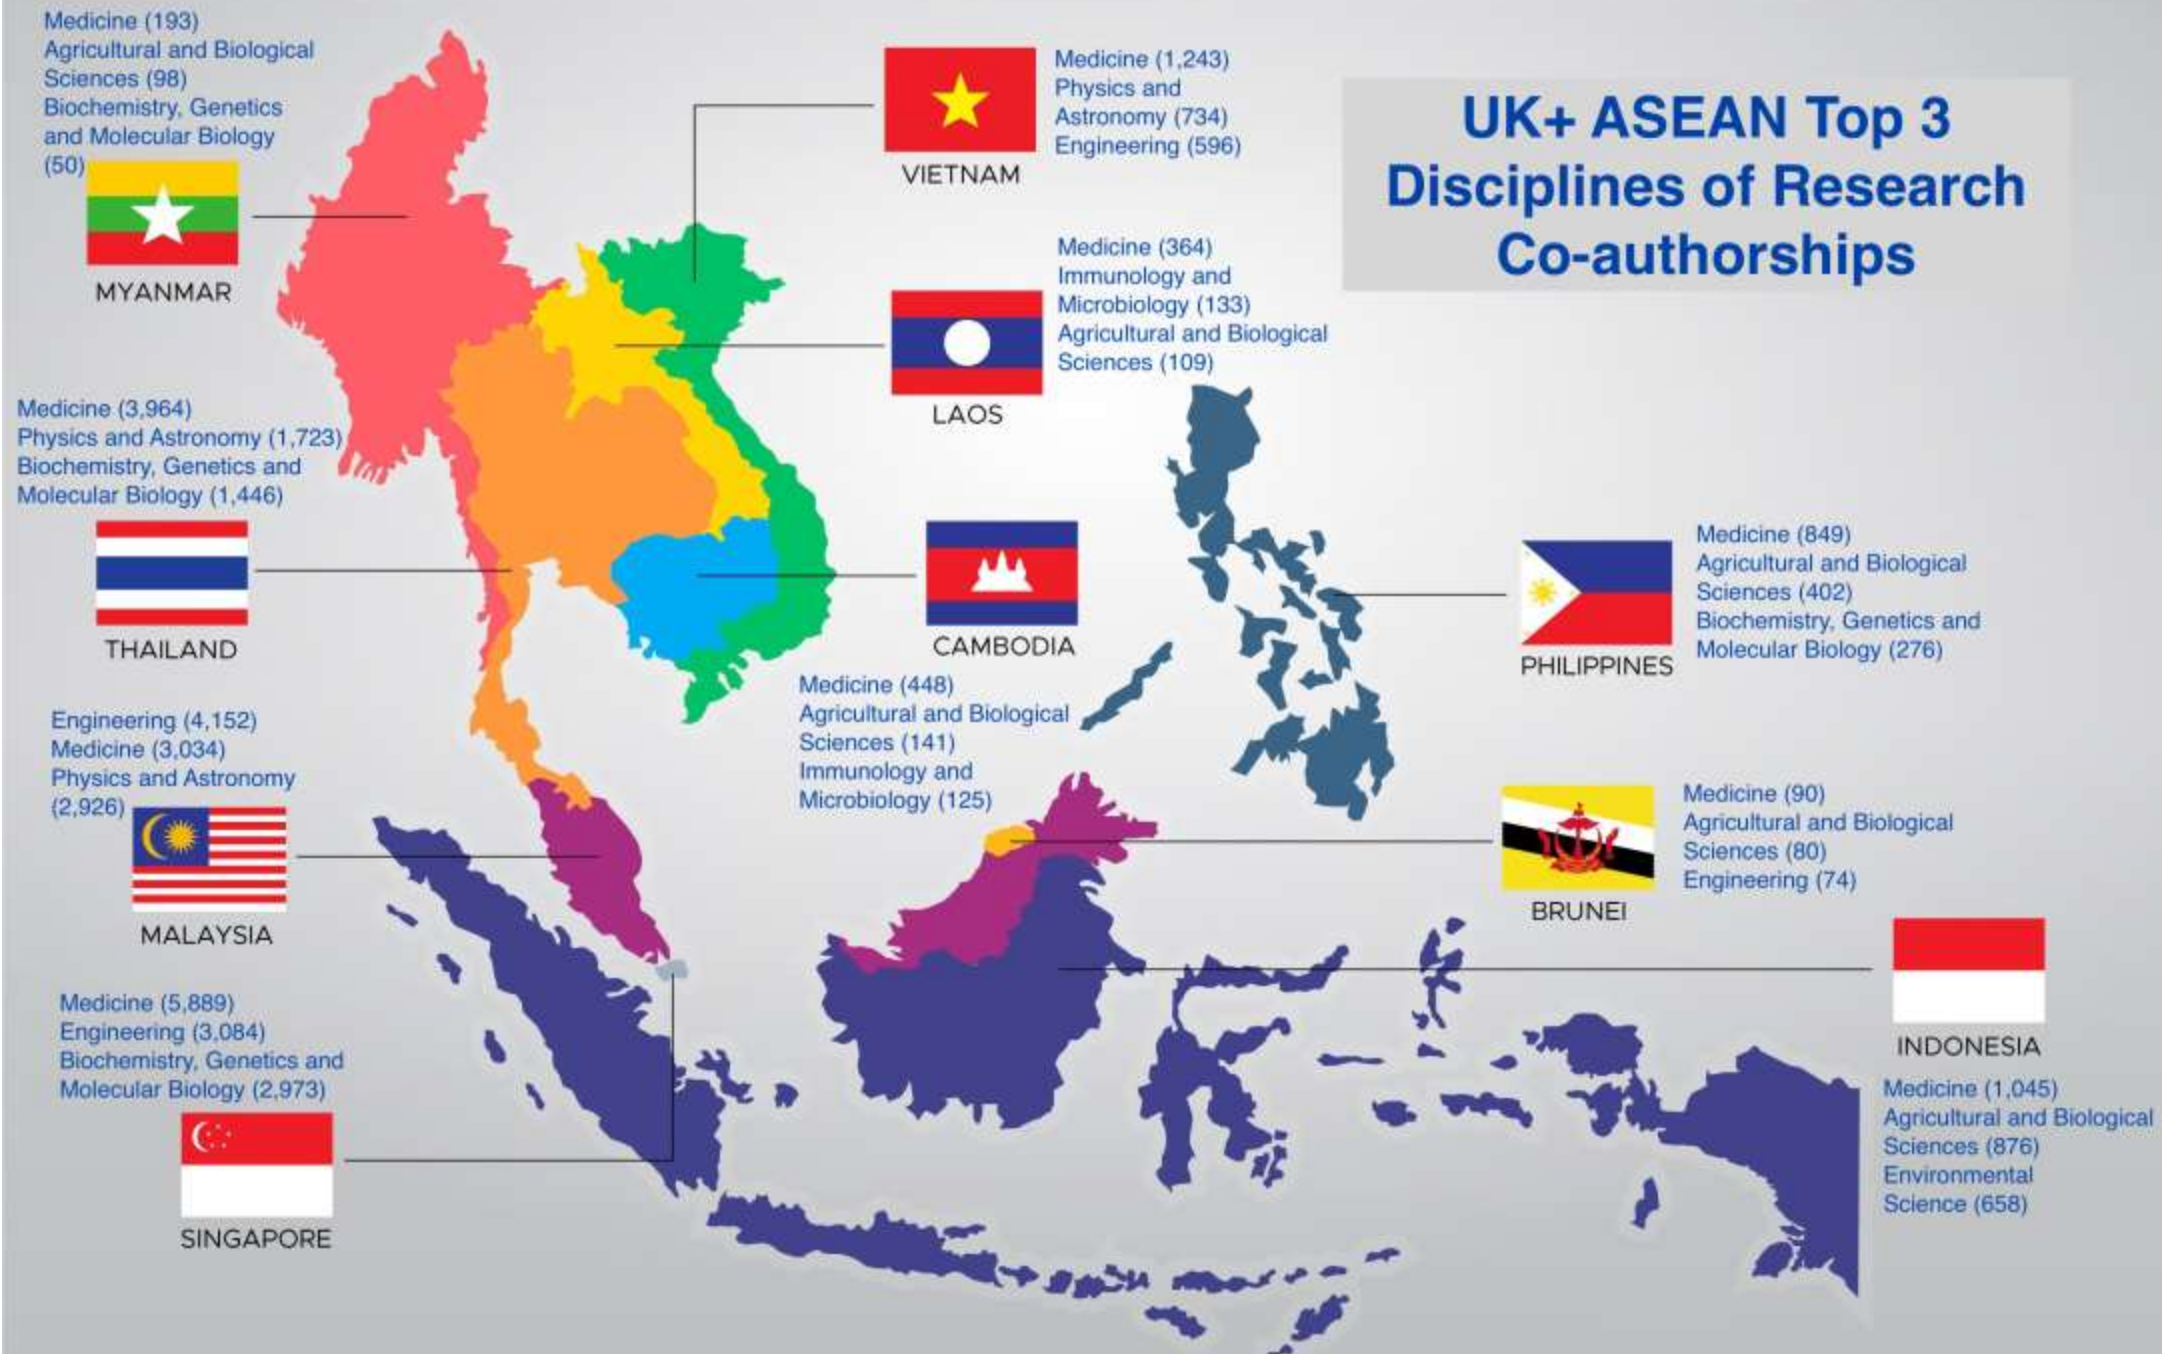 Medicine (193)
Agricultural and Biological
Sciences (98)
Biochemistry, Genetics
and Molecular Biology
(50)
MYANMAR
Medicine (1,243)
Physics and
Astronomy (734)
Engineering (596)
VIETNAM
UK+ ASEAN Top 3
Disciplines of Research
Co-authorships
Medicine (364)
Immunology and
Microbiology (133)
Agricultural and Biological
Sciences (109)
LAOS
Medicine (3,964)
Physics and Astronomy (1,723)
Biochemistry, Genetics and
Molecular Biology (1,446)
THAILAND
CAMBODIA
Medicine (448)
Agricultural and Biological
Sciences (141)
Immunology and
Microbiology (125)
Medicine (849)
Agricultural and Biological
Sciences (402)
Biochemistry, Genetics and
Molecular Biology (276)
PHILIPPINES
Engineering (4,152)
Medicine (3,034)
Physics and Astronomy
(2,926)
MALAYSIA
Medicine (90)
Agricultural and Biological
Sciences (80)
Engineering (74)
BRUNEI
Medicine (5,889)
Engineering (3,084)
Biochemistry, Genetics and
Molecular Biology (2,973)
SINGAPORE
INDONESIA
Medicine (1,045)
Agricultural and Biological
Sciences (876)
Environmental
Science (658)